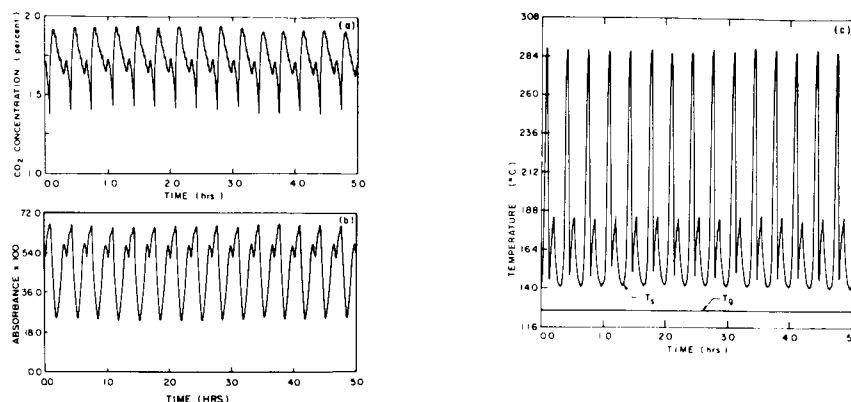 (a)
CO2 CONCENTRATION (percent)
2.0
1.5
1.0
0.0 1.0 2.0 3.0 4.0 5.0
TIME (hrs)
(b)
ABSORBANCE × 100
72.0
54.0
36.0
18.0
0.0
0.0 1.0 2.0 3.0 4.0 5.0
TIME (HRS)
(c)
TEMPERATURE (°C)
308
284
260
236
212
188
164
140
116
Ts
Tg
0.0 1.0 2.0 3.0 4.0 5.0
TIME (hrs)